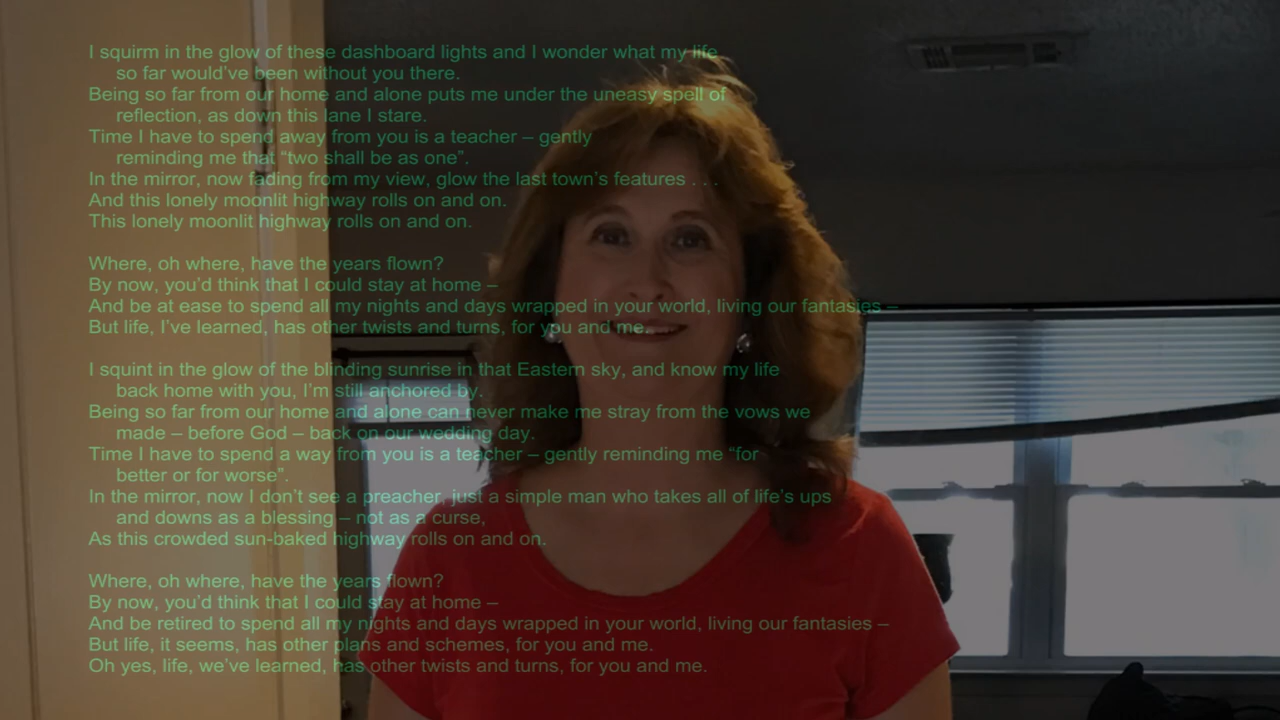 I squirm in the glow of these dashboard lights and I wonder what my life
so far would've been without you there.
Being so far from our home and alone puts me under the uneasy spell of
reflection, as down this lane I stare.
Time I have to spend away from you is a teacher – gently
reminding me that “two shall be as one”.
In the mirror, now fading from my view, glow the last town's features . . .
And this lonely moonlit highway rolls on and on.
This lonely moonlit highway rolls on and on.
Where, oh where, have the years flown?
By now, you'd think that I could stay at home –
And be at ease to spend all my nights and days wrapped in your world, living our fantasies –
But life, I've learned, has other twists and turns, for you and me.
I squint in the glow of the blinding sunrise in that Eastern sky, and know my life
back home with you, I'm still anchored by.
Being so far from our home and alone can never make me stray from the vows we
made – before God – back on our wedding day.
Time I have to spend a way from you is a teacher – gently reminding me “for
better or for worse”.
In the mirror, now I don't see a preacher, just a simple man who takes all of life's ups
and downs as a blessing – not as a curse,
As this crowded sun-baked highway rolls on and on.
Where, oh where, have the years flown?
By now, you'd think that I could stay at home –
And be retired to spend all my nights and days wrapped in your world, living our fantasies –
But life, it seems, has other plans and schemes, for you and me.
Oh yes, life, we've learned, has other twists and turns, for you and me.